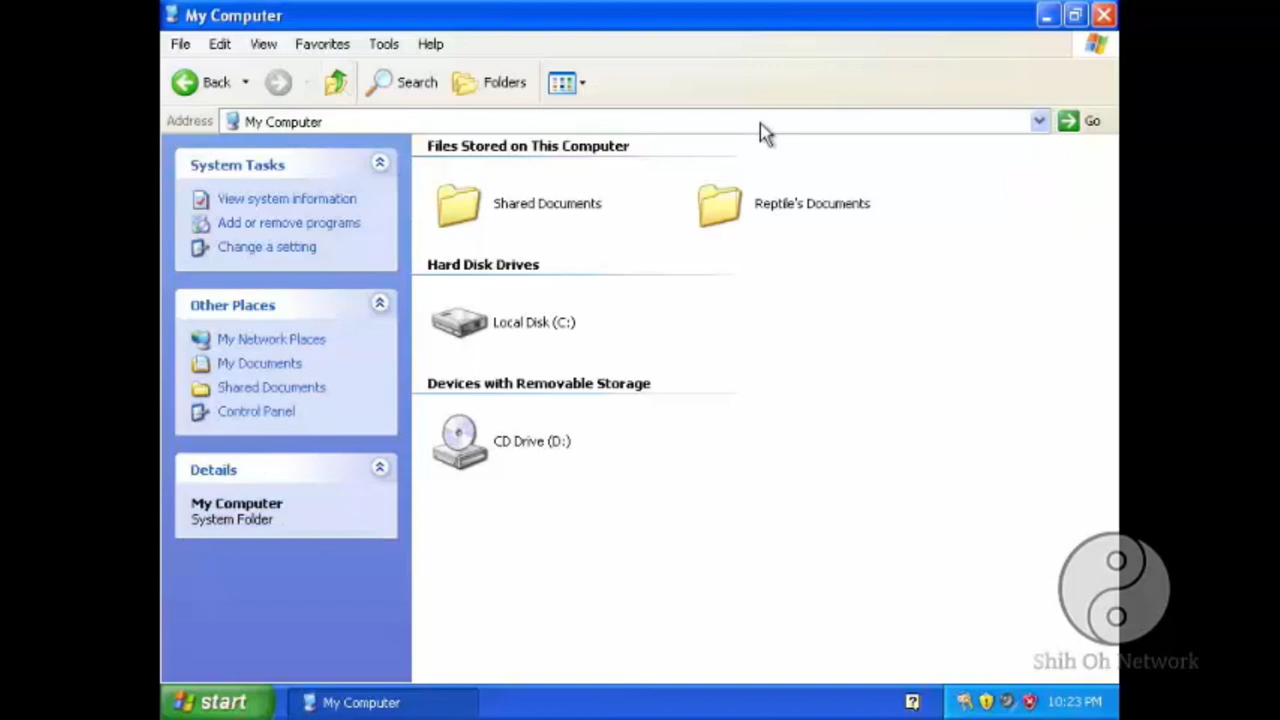 My Computer
File Edit View Favorites Tools Help
Back Search Folders
Address My Computer Go
System Tasks
View system information
Add or remove programs
Change a setting
Other Places
My Network Places
My Documents
Shared Documents
Control Panel
Details
My Computer
System Folder
Files Stored on This Computer
Shared Documents Reptile's Documents
Hard Disk Drives
Local Disk (C:)
Devices with Removable Storage
CD Drive (D:)
Shih Oh Network
start My Computer 10:23 PM